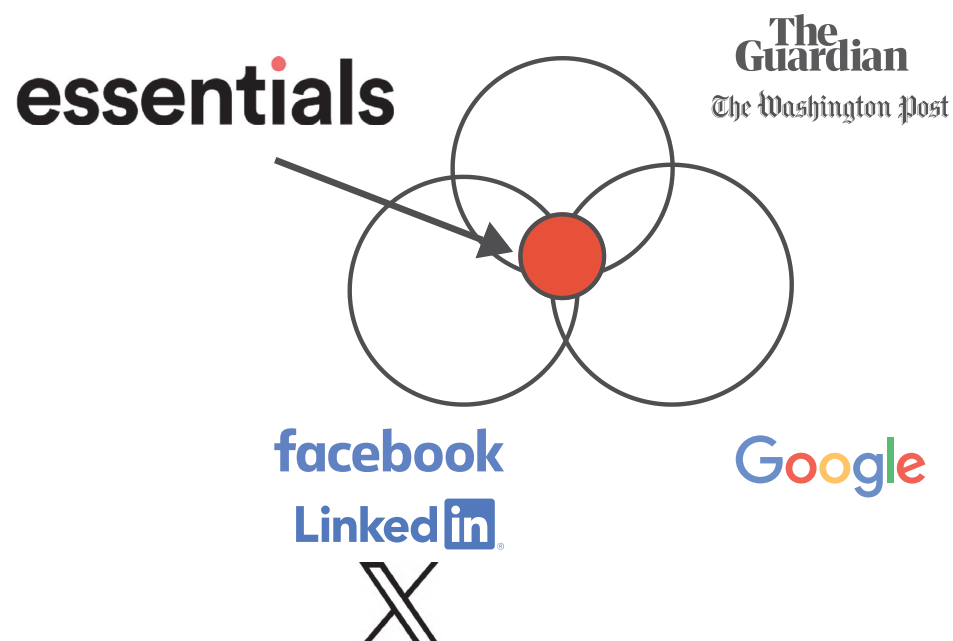 essentials
The
Guardian
The Washington Post
facebook
Linkedin®
Google
X